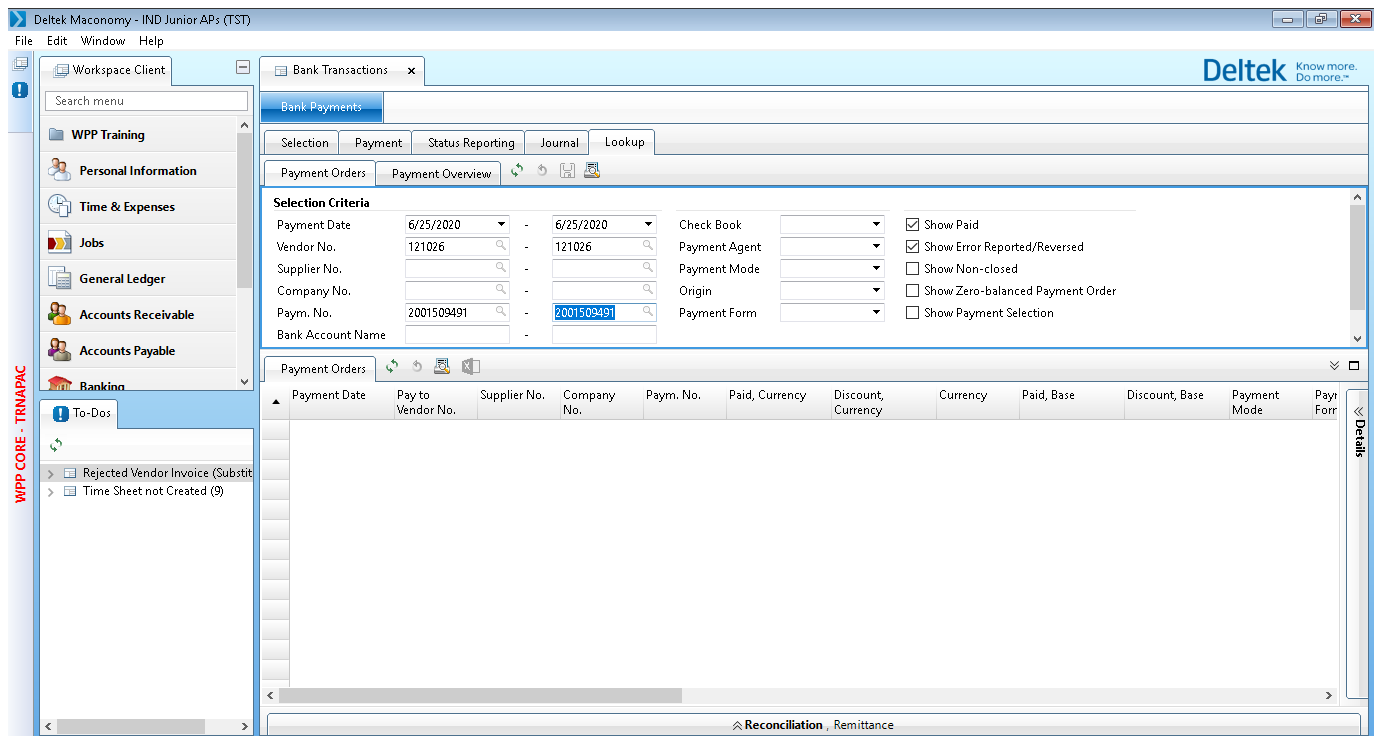 Deltek Maconomy - IND Junior APs (TST)
File Edit Window Help
Workspace Client
Search menu
WPP Training
Personal Information
Time & Expenses
Jobs
General Ledger
Accounts Receivable
Accounts Payable
Banking
To-Dos
Rejected Vendor Invoice (Substit
Time Sheet not Created (9)
WPP CORE - TRNAPAC
Bank Transactions
Deltek Know more.
Do more.™
Bank Payments
Selection Payment Status Reporting Journal Lookup
Payment Orders Payment Overview
Selection Criteria
Payment Date 6/25/2020 - 6/25/2020 Check Book Show Paid
Vendor No. 121026 - 121026 Payment Agent Show Error Reported/Reversed
Supplier No. - Payment Mode Show Non-closed
Company No. - Origin Show Zero-balanced Payment Order
Paym. No. 2001509491 - 2001509491 Payment Form Show Payment Selection
Bank Account Name -
Payment Orders
Payment Date Pay to Supplier No. Company Paym. No. Paid, Currency Discount, Currency Paid, Base Discount, Base Payment Payr
Vendor No. No. Currency Mode Forr
Details
Reconciliation , Remittance